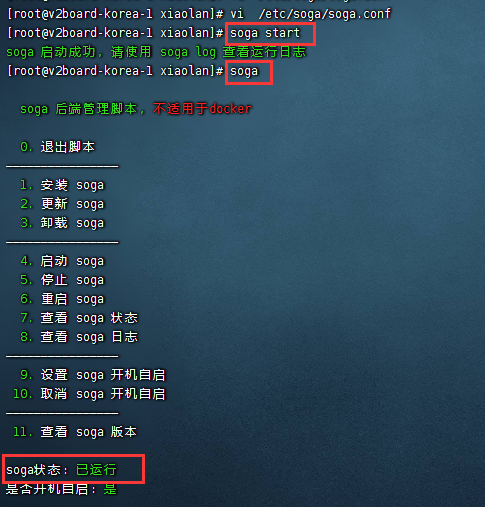 [root@v2board-korea-1 xiaolan]# vi  /etc/soga/soga.conf
[root@v2board-korea-1 xiaolan]# soga start
soga 启动成功，请使用 soga log 查看运行日志
[root@v2board-korea-1 xiaolan]# soga
soga 后端管理脚本，不适用于docker
0. 退出脚本
————————————————
1. 安装 soga
2. 更新 soga
3. 卸载 soga
————————————————
4. 启动 soga
5. 停止 soga
6. 重启 soga
7. 查看 soga 状态
8. 查看 soga 日志
————————————————
9. 设置 soga 开机自启
10. 取消 soga 开机自启
————————————————
11. 查看 soga 版本
soga状态: 已运行
是否开机自启: 是